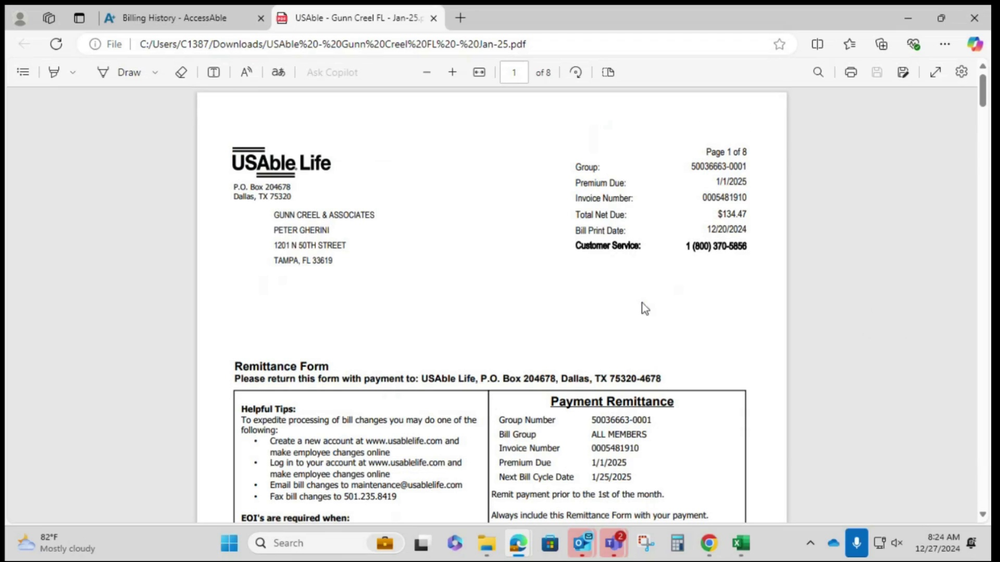 Billing History - AccessAble
USAble - Gunn Creel FL - Jan-25.p
File
C:/Users/C1387/Downloads/USAble%20-%20Gunn%20Creel%20FL%20-%20Jan-25.pdf
Draw
Ask Copilot
1 of 8
USAble Life
P.O. Box 204678
Dallas, TX 75320
GUNN CREEL & ASSOCIATES
PETER GHERINI
1201 N 50TH STREET
TAMPA, FL 33619
Page 1 of 8
Group: 50036663-0001
Premium Due: 1/1/2025
Invoice Number: 0005481910
Total Net Due: $134.47
Bill Print Date: 12/20/2024
Customer Service: 1 (800) 370-5856
Remittance Form
Please return this form with payment to: USAble Life, P.O. Box 204678, Dallas, TX 75320-4678
Helpful Tips:
To expedite processing of bill changes you may do one of the
following:
• Create a new account at www.usablelife.com and
make employee changes online
• Log in to your account at www.usablelife.com and
make employee changes online
• Email bill changes to maintenance@usablelife.com
• Fax bill changes to 501.235.8419
EOI's are required when:
Payment Remittance
Group Number 50036663-0001
Bill Group ALL MEMBERS
Invoice Number 0005481910
Premium Due 1/1/2025
Next Bill Cycle Date 1/25/2025
Remit payment prior to the 1st of the month.
Always include this Remittance Form with your payment.
82°F
Mostly cloudy
Search
2
8:24 AM
12/27/2024